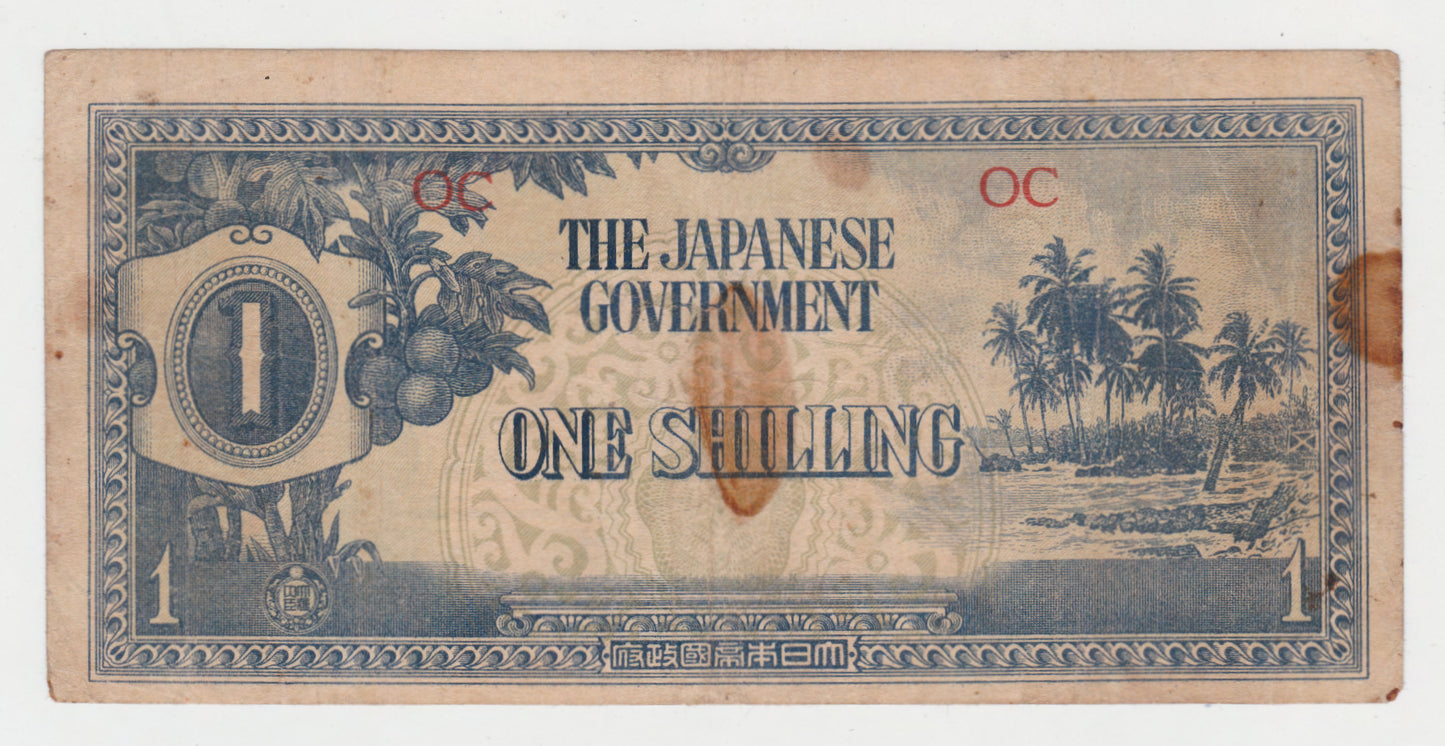 OC OC
THE JAPANESE
GOVERNMENT
1
ONE SHILLING
1 1
大日本帝國政府